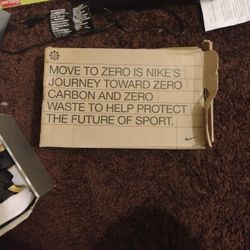 MOVE TO ZERO IS NIKE'S
JOURNEY TOWARD ZERO
CARBON AND ZERO
WASTE TO HELP PROTECT
THE FUTURE OF SPORT.